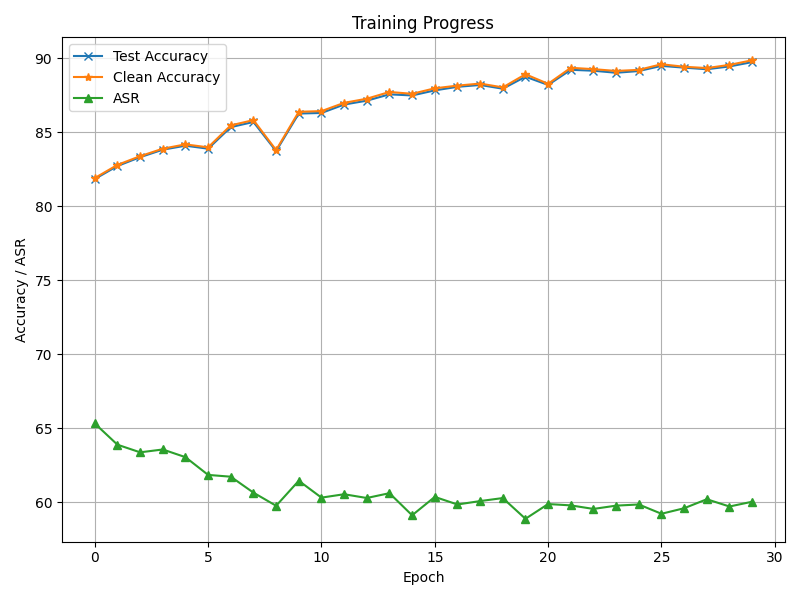 Training Progress
Test Accuracy
Clean Accuracy
ASR
Accuracy / ASR
90
85
80
75
70
65
60
0 5 10 15 20 25 30
Epoch